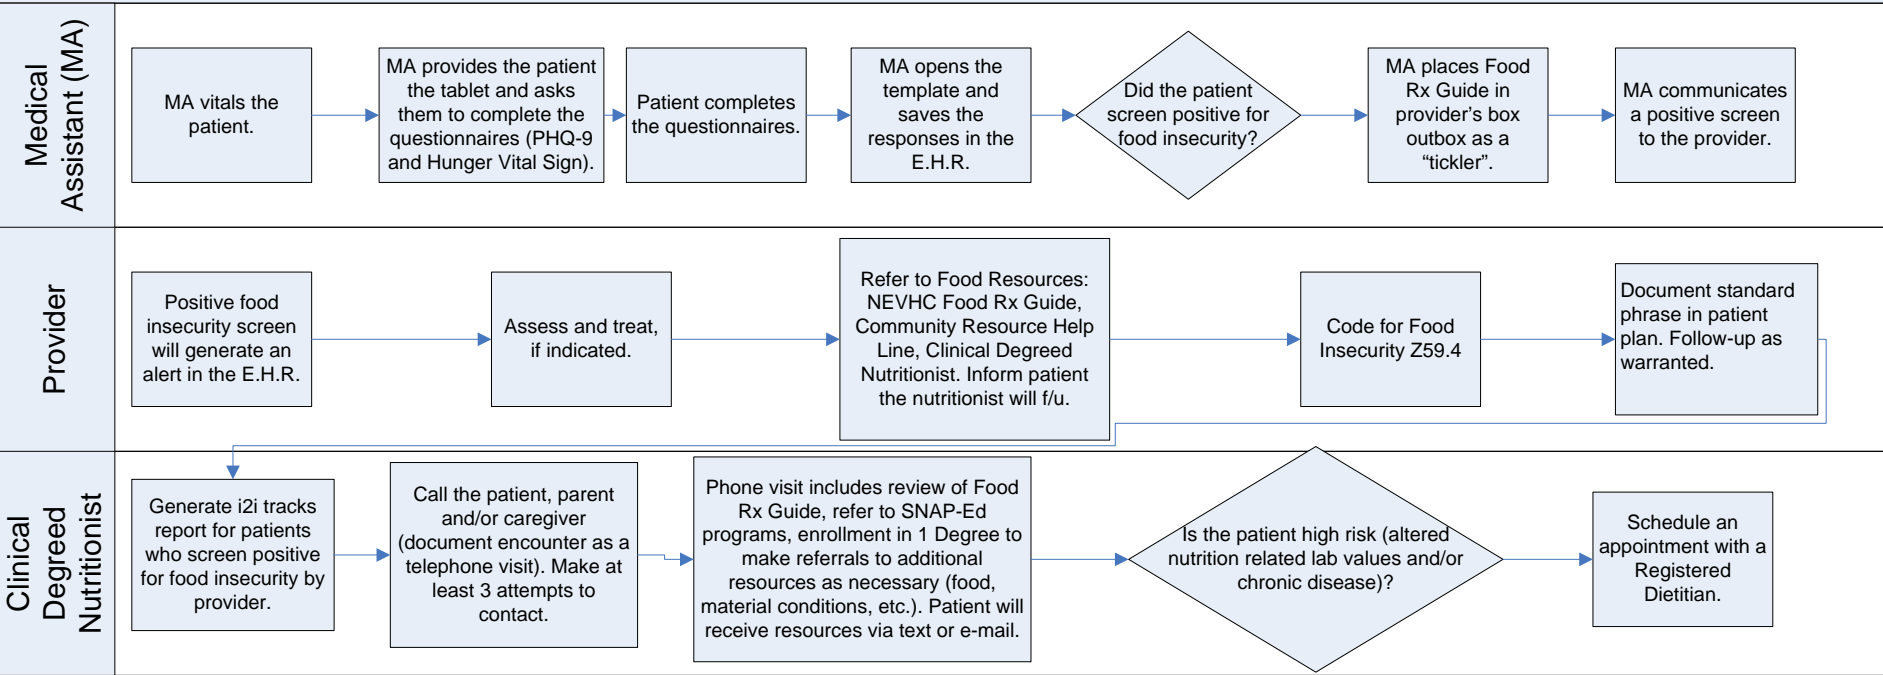 Medical
Assistant (MA)
MA vitals the
patient.
MA provides the patient
the tablet and asks
them to complete the
questionnaires (PHQ-9
and Hunger Vital Sign).
Patient completes
the questionnaires.
MA opens the
template and
saves the
responses in the
E.H.R.
Did the patient
screen positive for
food insecurity?
MA places Food
Rx Guide in
provider’s box
outbox as a
“tickler”.
MA communicates
a positive screen
to the provider.
Provider
Positive food
insecurity screen
will generate an
alert in the E.H.R.
Assess and treat,
if indicated.
Refer to Food Resources:
NEVHC Food Rx Guide,
Community Resource Help
Line, Clinical Degreed
Nutritionist. Inform patient
the nutritionist will f/u.
Code for Food
Insecurity Z59.4
Document standard
phrase in patient
plan. Follow-up as
warranted.
Clinical
Degreed
Nutritionist
Generate i2i tracks
report for patients
who screen positive
for food insecurity by
provider.
Call the patient, parent
and/or caregiver
(document encounter as a
telephone visit). Make at
least 3 attempts to
contact.
Phone visit includes review of Food
Rx Guide, refer to SNAP-Ed
programs, enrollment in 1 Degree to
make referrals to additional
resources as necessary (food,
material conditions, etc.). Patient will
receive resources via text or e-mail.
Is the patient high risk (altered
nutrition related lab values and/or
chronic disease)?
Schedule an
appointment with a
Registered
Dietitian.